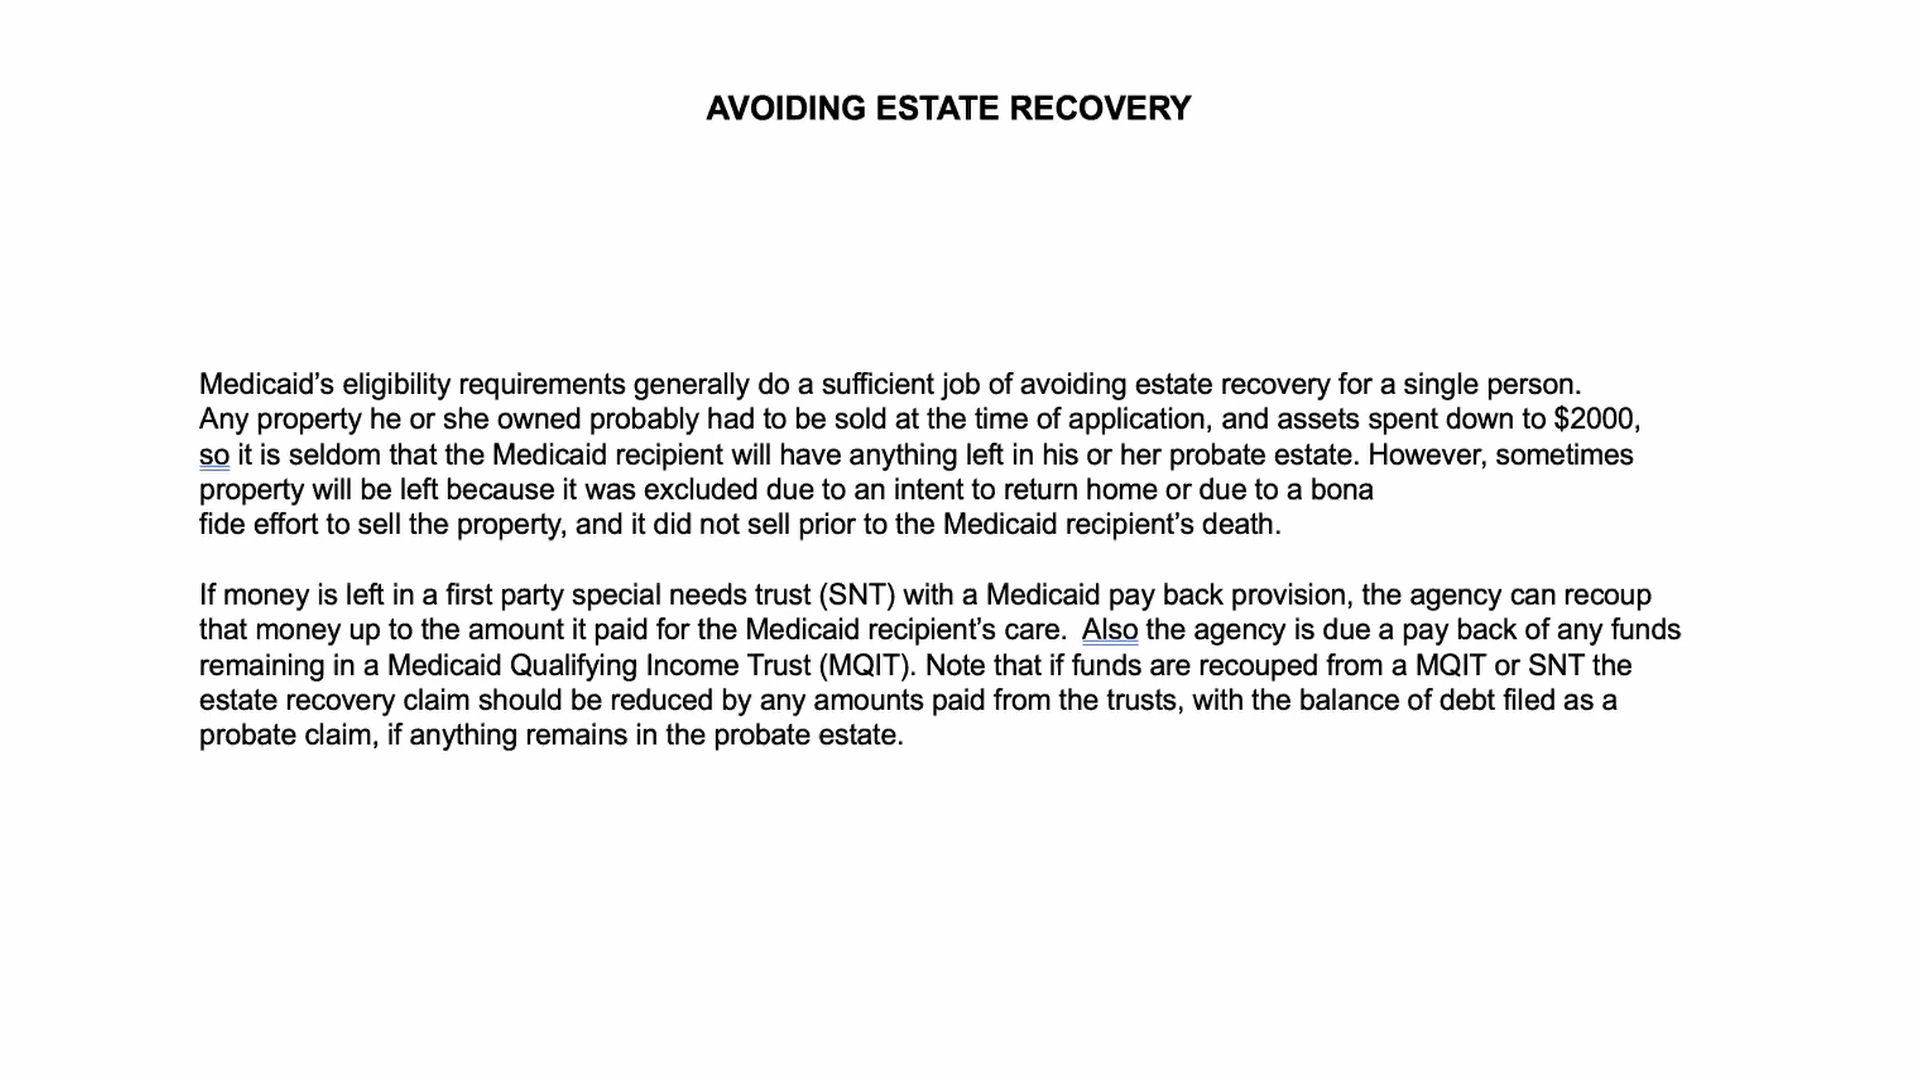 AVOIDING ESTATE RECOVERY
Medicaid’s eligibility requirements generally do a sufficient job of avoiding estate recovery for a single person.
Any property he or she owned probably had to be sold at the time of application, and assets spent down to $2000,
so it is seldom that the Medicaid recipient will have anything left in his or her probate estate. However, sometimes
property will be left because it was excluded due to an intent to return home or due to a bona
fide effort to sell the property, and it did not sell prior to the Medicaid recipient’s death.
If money is left in a first party special needs trust (SNT) with a Medicaid pay back provision, the agency can recoup
that money up to the amount it paid for the Medicaid recipient’s care.  Also the agency is due a pay back of any funds
remaining in a Medicaid Qualifying Income Trust (MQIT). Note that if funds are recouped from a MQIT or SNT the
estate recovery claim should be reduced by any amounts paid from the trusts, with the balance of debt filed as a
probate claim, if anything remains in the probate estate.